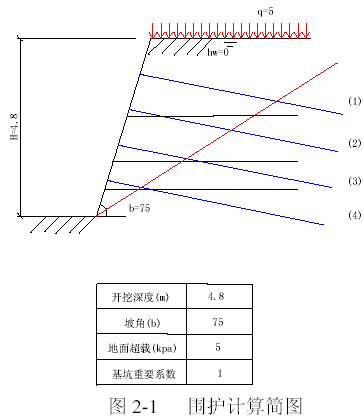 q=5
hw=0
H=4.8
(1)
(2)
(3)
(4)
b=75
开挖深度(m) 4.8
坡角(b) 75
地面超载(kpa) 5
基坑重要系数 1
图 2-1 围护计算简图